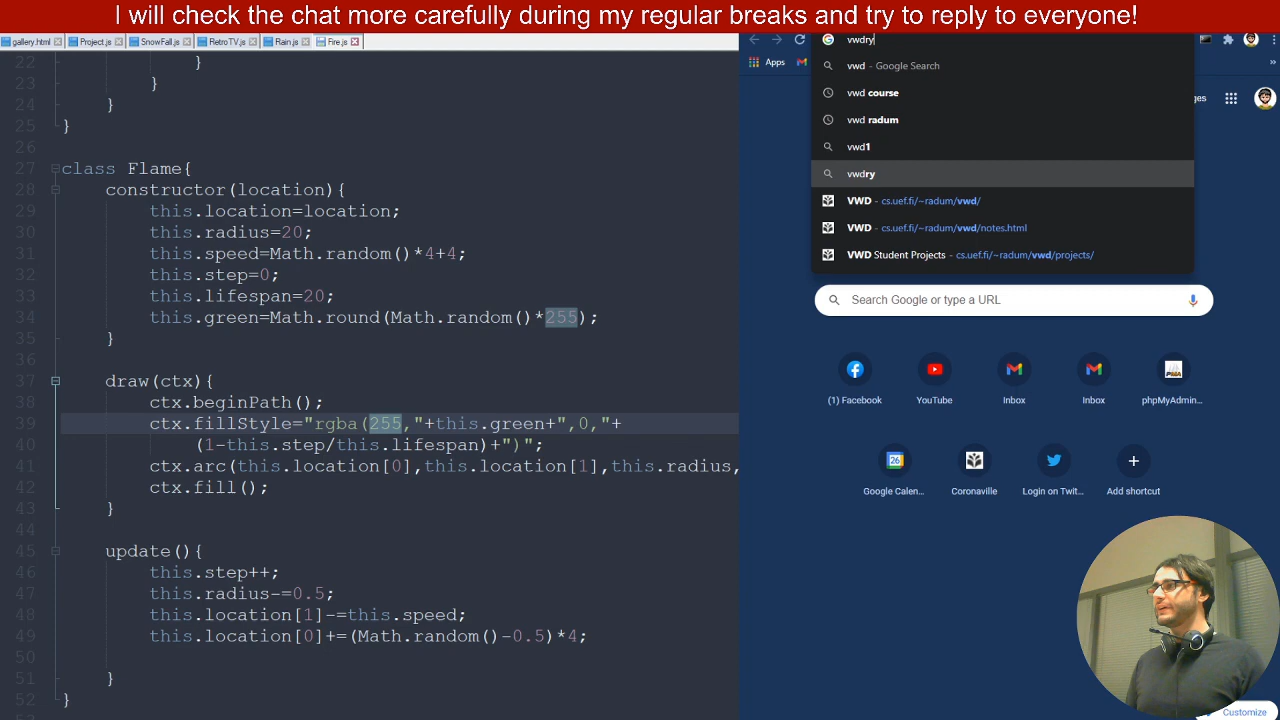 I will check the chat more carefully during my regular breaks and try to reply to everyone!
gallery.html Project.js SnowFall.js RetroTV.js Rain.js Fire.js
22 }
23 }
24 }
25 }
26
27 class Flame{
28 constructor(location){
29 this.location=location;
30 this.radius=20;
31 this.speed=Math.random()*4+4;
32 this.step=0;
33 this.lifespan=20;
34 this.green=Math.round(Math.random()*255);
35 }
36
37 draw(ctx){
38 ctx.beginPath();
39 ctx.fillStyle="rgba(255,"+this.green+",0,"+
40 (1-this.step/this.lifespan)+")";
41 ctx.arc(this.location[0],this.location[1],this.radius,
42 ctx.fill();
43 }
44
45 update(){
46 this.step++;
47 this.radius-=0.5;
48 this.location[1]-=this.speed;
49 this.location[0]+=(Math.random()-0.5)*4;
50
51 }
52 }
vwdry
Apps
vwd - Google Search
vwd course
vwd radum
vwd1
vwdry
VWD - cs.uef.fi/~radum/vwd/
VWD - cs.uef.fi/~radum/vwd/notes.html
VWD Student Projects - cs.uef.fi/~radum/vwd/projects/
ges
Search Google or type a URL
(1) Facebook YouTube Inbox Inbox phpMyAdmin...
26
Google Calen... Coronaville Login on Twit... Add shortcut
Customize